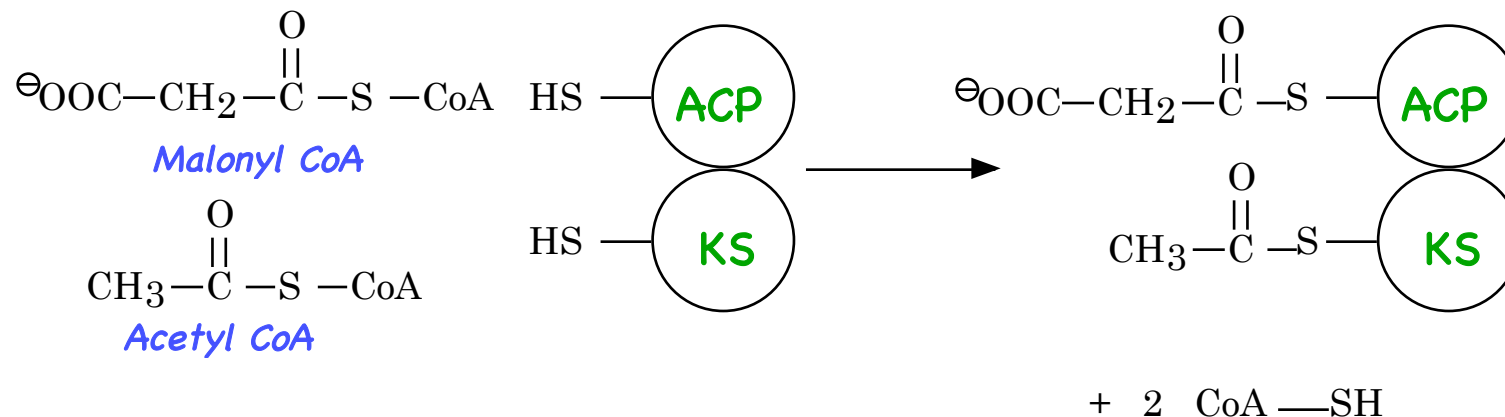 O
⊖OOC—CH2—C—S—CoA
Malonyl CoA
O
CH3—C—S—CoA
Acetyl CoA
HS—ACP
HS—KS
O
⊖OOC—CH2—C—S—ACP
O
CH3—C—S—KS
+ 2 CoA—SH